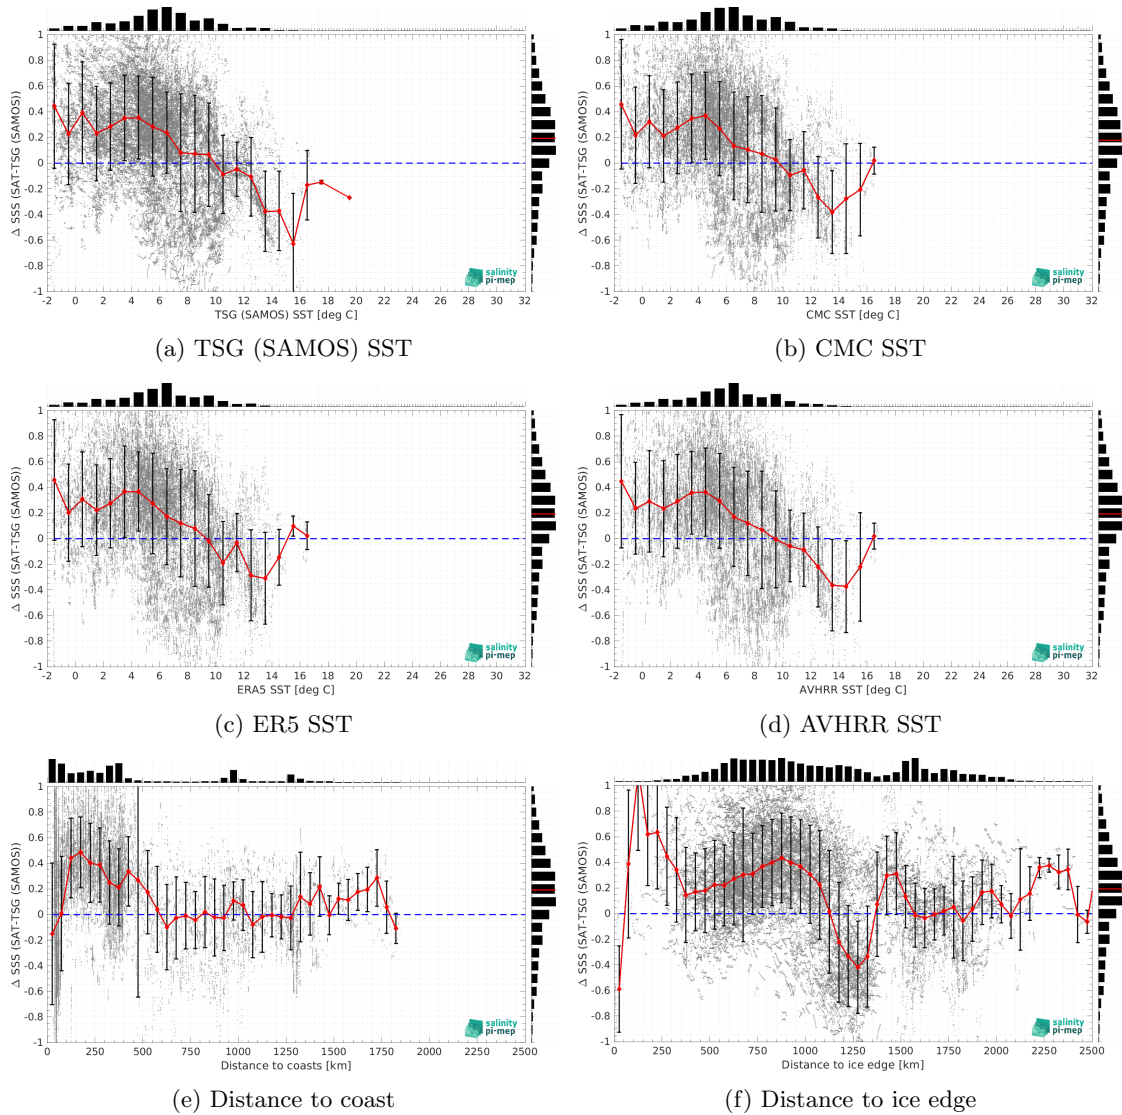 Δ SSS (SAT-TSG (SAMOS))
1
0.8
0.6
0.4
0.2
0
-0.2
-0.4
-0.6
-0.8
-1
salinity
pi-mep
-2 0 2 4 6 8 10 12 14 16 18 20 22 24 26 28 30 32
TSG (SAMOS) SST [deg C]
(a) TSG (SAMOS) SST
Δ SSS (SAT-TSG (SAMOS))
1
0.8
0.6
0.4
0.2
0
-0.2
-0.4
-0.6
-0.8
-1
salinity
pi-mep
-2 0 2 4 6 8 10 12 14 16 18 20 22 24 26 28 30 32
CMC SST [deg C]
(b) CMC SST
Δ SSS (SAT-TSG (SAMOS))
1
0.8
0.6
0.4
0.2
0
-0.2
-0.4
-0.6
-0.8
-1
salinity
pi-mep
-2 0 2 4 6 8 10 12 14 16 18 20 22 24 26 28 30 32
ERA5 SST [deg C]
(c) ER5 SST
Δ SSS (SAT-TSG (SAMOS))
1
0.8
0.6
0.4
0.2
0
-0.2
-0.4
-0.6
-0.8
-1
salinity
pi-mep
-2 0 2 4 6 8 10 12 14 16 18 20 22 24 26 28 30 32
AVHRR SST [deg C]
(d) AVHRR SST
Δ SSS (SAT-TSG (SAMOS))
1
0.8
0.6
0.4
0.2
0
-0.2
-0.4
-0.6
-0.8
-1
salinity
pi-mep
0 250 500 750 1000 1250 1500 1750 2000 2250 2500
Distance to coasts [km]
(e) Distance to coast
Δ SSS (SAT-TSG (SAMOS))
1
0.8
0.6
0.4
0.2
0
-0.2
-0.4
-0.6
-0.8
-1
salinity
pi-mep
0 250 500 750 1000 1250 1500 1750 2000 2250 2500
Distance to ice edge [km]
(f) Distance to ice edge